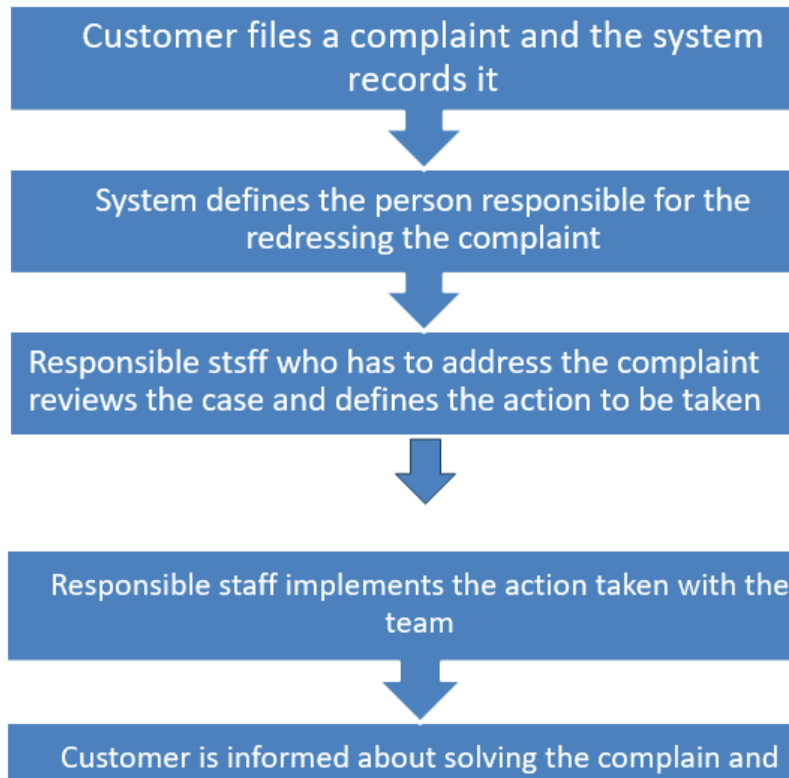 Customer files a complaint and the system
records it
System defines the person responsible for the
redressing the complaint
Responsible stsff who has to address the complaint
reviews the case and defines the action to be taken
Responsible staff implements the action taken with the
team
Customer is informed about solving the complain and